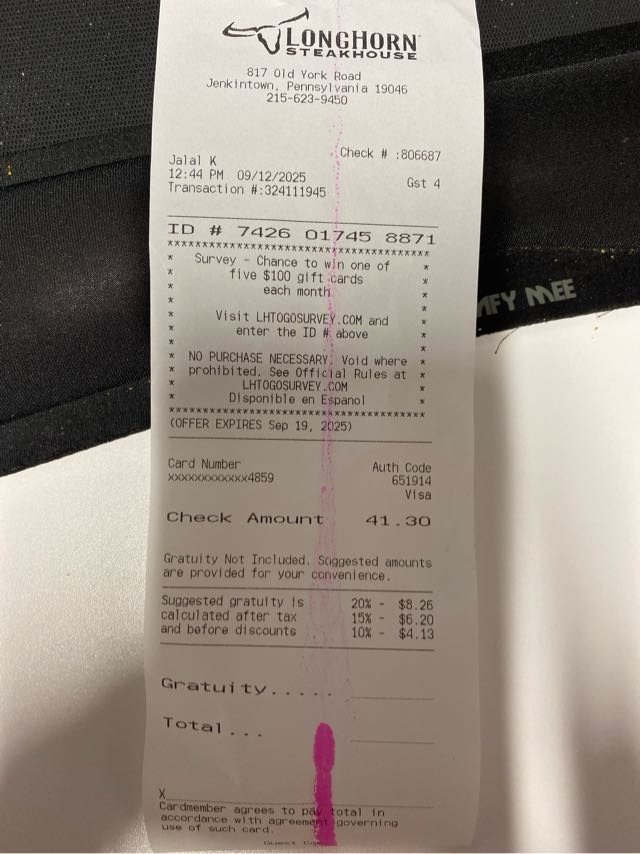 LONGHORN
STEAKHOUSE
817 Old York Road
Jenkintown, Pennsylvania 19046
215-623-9450
Check # :806687
Jalal K
12:44 PM 09/12/2025
Gst 4
Transaction #:324111945
ID # 7426 01745 8871
*****************************************
* Survey - Chance to win one of *
* five $100 gift cards *
* each month. *
* *
* Visit LHTOGOSURVEY.COM and *
* enter the ID # above *
* *
* NO PURCHASE NECESSARY. Void where *
* prohibited. See Official Rules at *
* LHTOGOSURVEY.COM *
* Disponible en Espanol *
*****************************************
(OFFER EXPIRES Sep 19, 2025)
Card Number Auth Code
xxxxxxxxxxxx4859 651914
Visa
Check Amount 41.30
Gratuity Not Included. Suggested amounts
are provided for your convenience.
Suggested gratuity is 20% - $8.26
calculated after tax 15% - $6.20
and before discounts 10% - $4.13
Gratuity.....
Total...
X
Cardmember agrees to pay total in
accordance with agreement governing
use of such card.
Guest
MEE